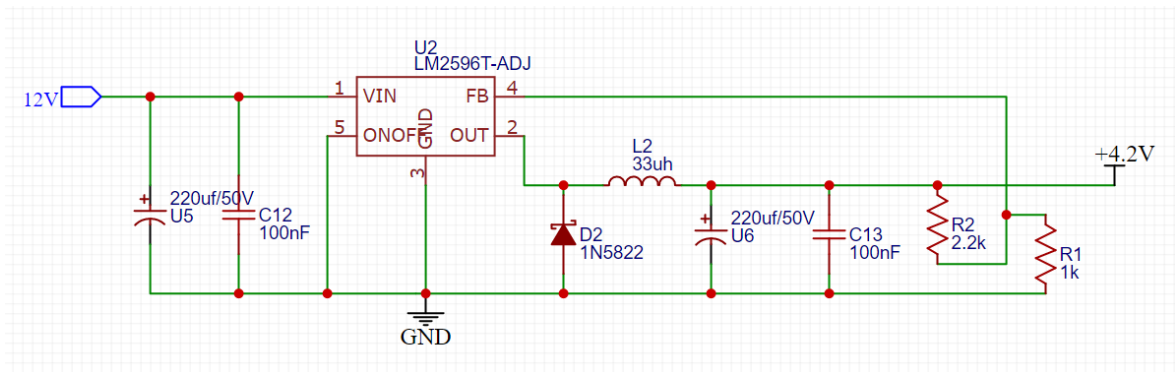 U2
LM2596T-ADJ
12V
1
VIN
FB
4
5
ONOFF
GND
OUT
2
3
L2
33uh
+4.2V
+
220uf/50V
U5
C12
100nF
D2
1N5822
+
220uf/50V
U6
C13
100nF
R2
2.2k
R1
1k
GND